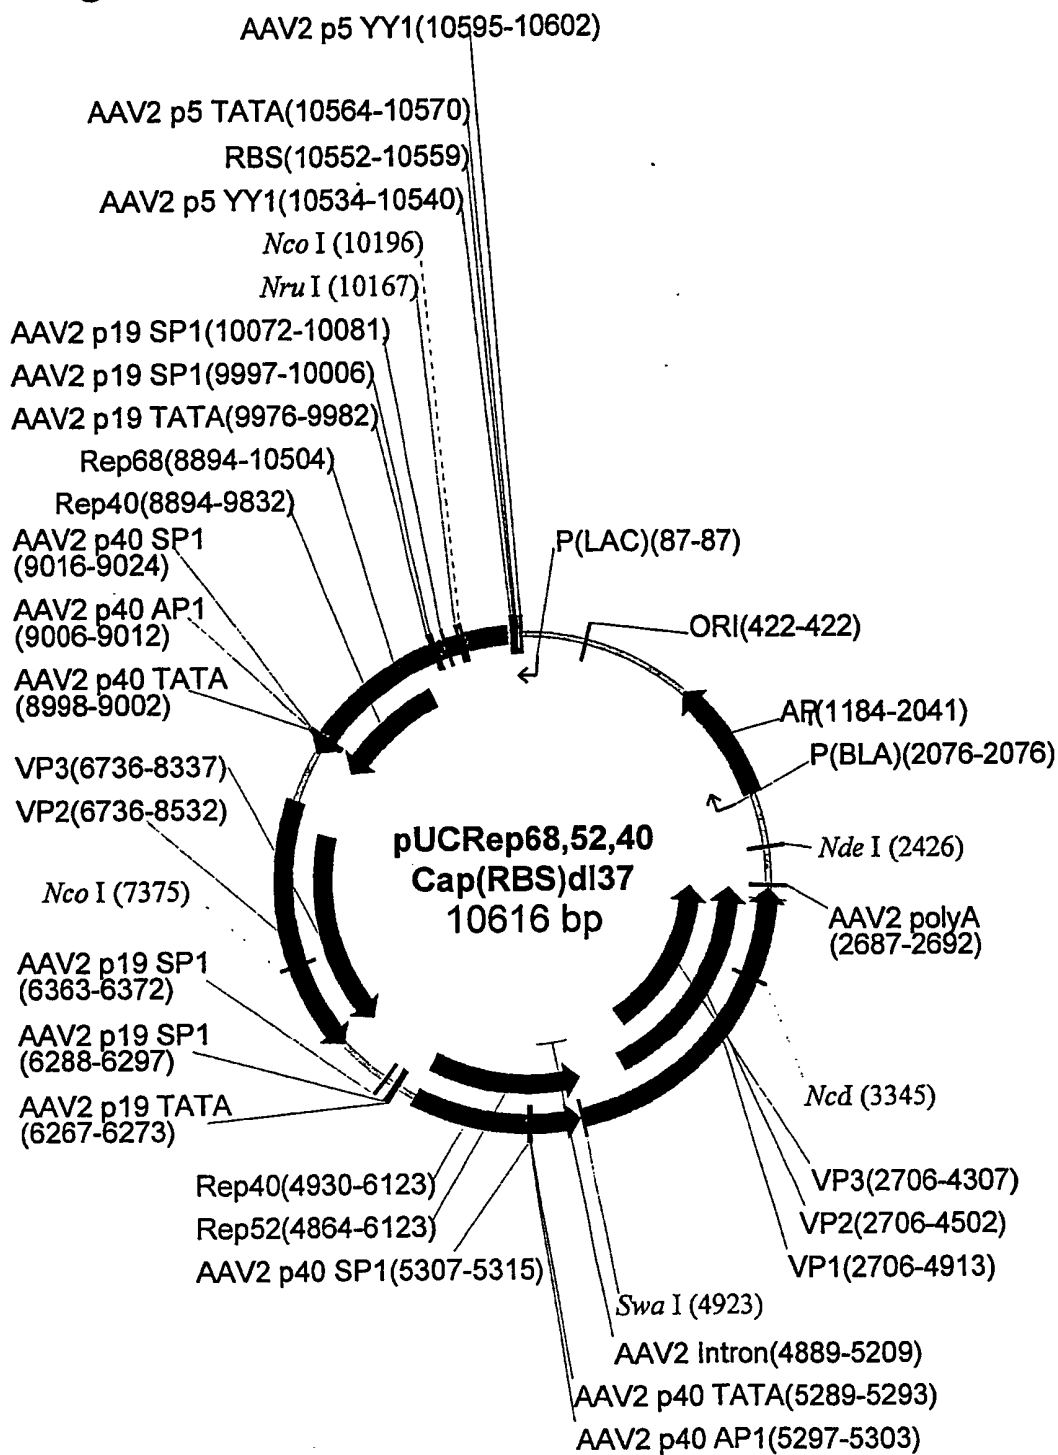 AAV2 p5 YY1(10595-10602)
AAV2 p5 TATA(10564-10570)
RBS(10552-10559)
AAV2 p5 YY1(10534-10540)
Nco I (10196)
Nru I (10167)
AAV2 p19 SP1(10072-10081)
AAV2 p19 SP1(9997-10006)
AAV2 p19 TATA(9976-9982)
Rep68(8894-10504)
Rep40(8894-9832)
AAV2 p40 SP1
(9016-9024)
AAV2 p40 AP1
(9006-9012)
AAV2 p40 TATA
(8998-9002)
VP3(6736-8337)
VP2(6736-8532)
Nco I (7375)
AAV2 p19 SP1
(6363-6372)
AAV2 p19 SP1
(6288-6297)
AAV2 p19 TATA
(6267-6273)
Rep40(4930-6123)
Rep52(4864-6123)
AAV2 p40 SP1(5307-5315)
P(LAC)(87-87)
ORI(422-422)
(1184-2041)
P(BLA)(2076-2076)
Nde I (2426)
AAV2 polyA
(2687-2692)
pUCRep68,52,40
Cap(RBS)dl37
10616 bp
(3345)
VP3(2706-4307)
VP2(2706-4502)
VP1(2706-4913)
Swa I (4923)
AAV2 Intron(4889-5209)
AAV2 p40 TATA(5289-5293)
AAV2 p40 AP1(5297-5303)